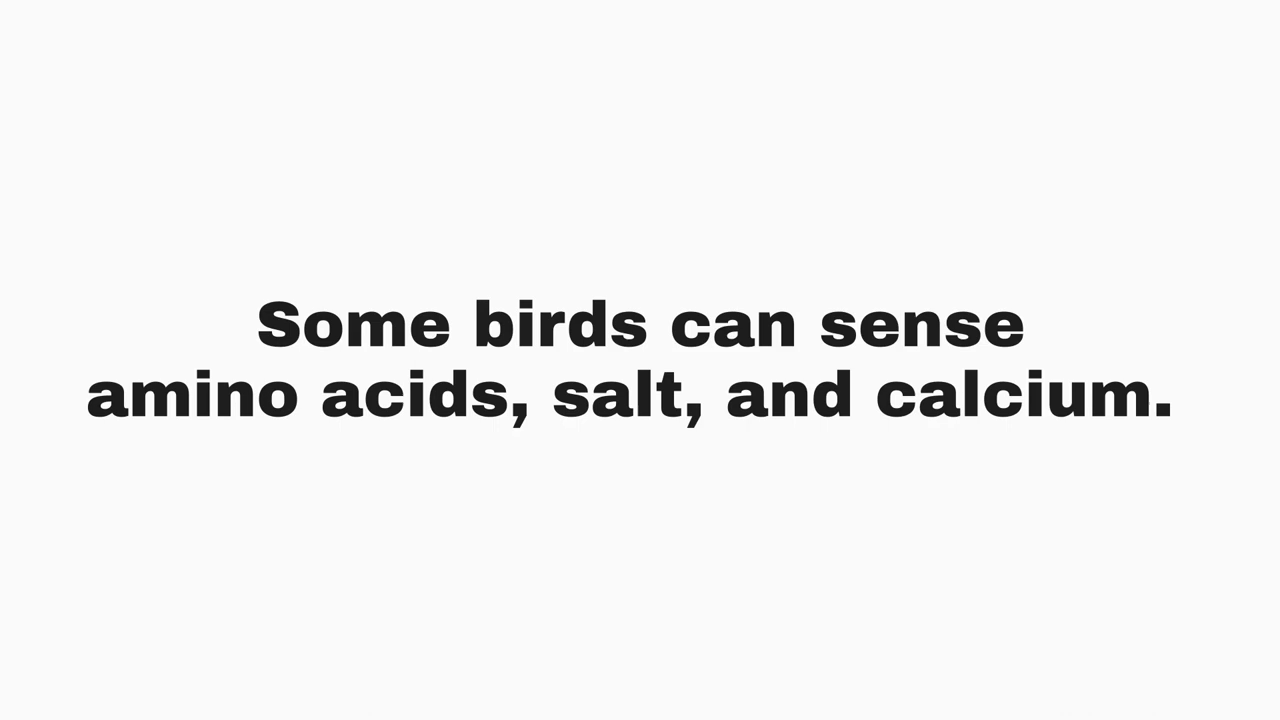 Some birds can sense
amino acids, salt, and calcium.